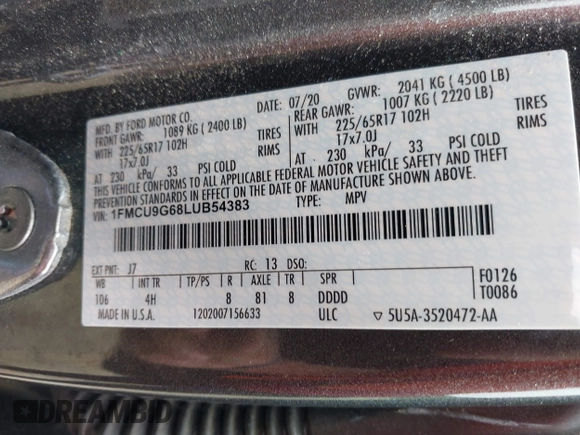 MFD. BY FORD MOTOR CO.
DATE: 07/20
GVWR: 2041 KG ( 4500 LB)
FRONT GAWR: 1089 KG ( 2400 LB)
REAR GAWR: 1007 KG ( 2220 LB)
WITH 225/65R17 102H TIRES
WITH 225/65R17 102H TIRES
17x7.0J RIMS
17x7.0J RIMS
AT 230 kPa/ 33 PSI COLD
AT 230 kPa/ 33 PSI COLD
THIS VEHICLE CONFORMS TO ALL APPLICABLE FEDERAL MOTOR VEHICLE SAFETY AND THEFT
PREVENTION STANDARDS IN EFFECT ON THE DATE OF MANUFACTURE SHOWN ABOVE.
VIN: 1FMCU9G68LUB54383
TYPE: MPV
EXT PNT: J7
RC: 13 DSO:
WB INT TR TP/PS R AXLE TR SPR
106 4H 8 81 8 DDDD
F0126
T0086
MADE IN U.S.A.
1202007156633
ULC
▽ 5U5A-3520472-AA
DREAMBID